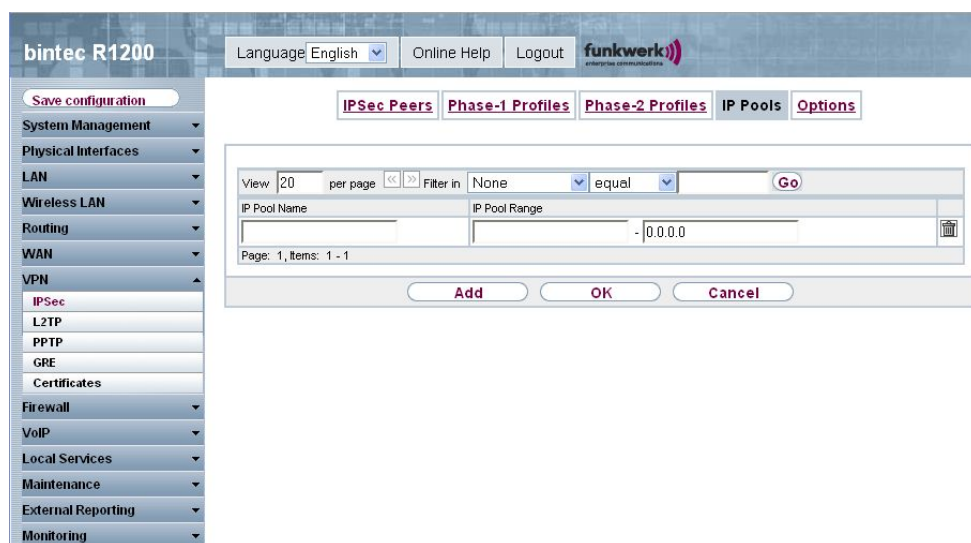 bintec R1200
Language English
Online Help
Logout
funkwerk
enterprise communications
Save configuration
System Management
Physical Interfaces
LAN
Wireless LAN
Routing
WAN
VPN
IPSec
L2TP
PPTP
GRE
Certificates
Firewall
VoIP
Local Services
Maintenance
External Reporting
Monitoring
IPSec Peers Phase-1 Profiles Phase-2 Profiles IP Pools Options
View 20 per page << >> Filter in None equal Go
IP Pool Name IP Pool Range
- 0.0.0.0
Page: 1, Items: 1 - 1
Add OK Cancel